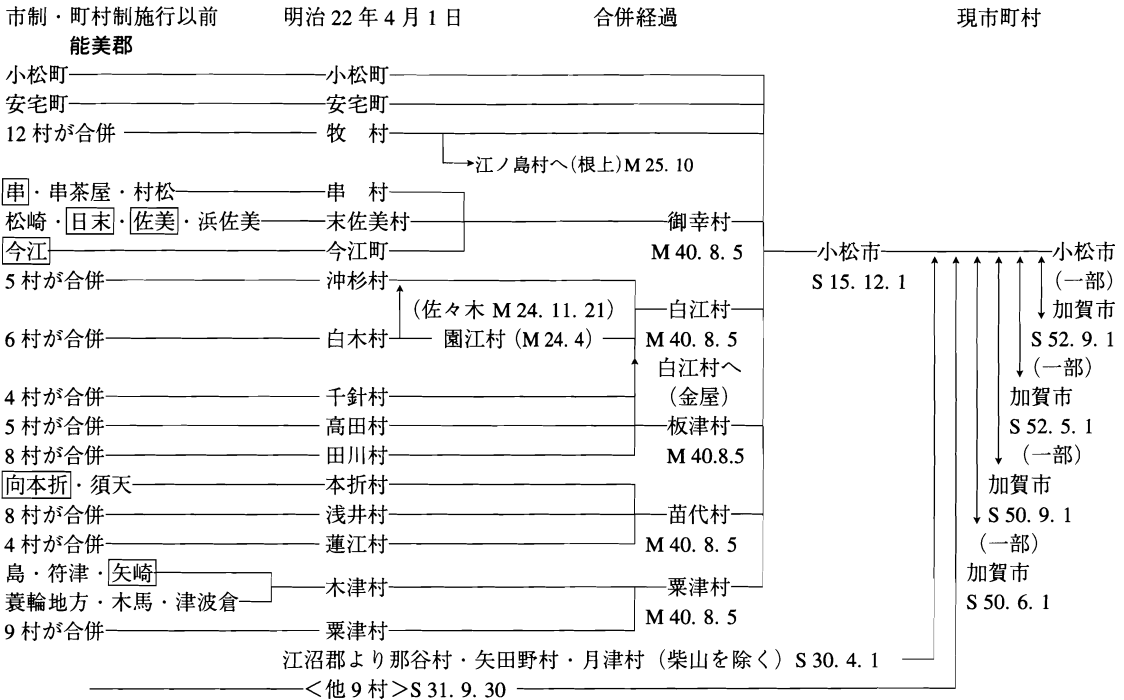 市制・町村制施行以前 明治22年4月1日 合併経過 現市町村
能美郡
小松町 小松町
安宅町 安宅町
12村が合併 牧 村
江ノ島村へ(根上)M 25. 10
串・串茶屋・村松 串 村
松崎・日末・佐美・浜佐美 末佐美村 御幸村
今江 今江町 M 40. 8. 5 小松市 小松市
5村が合併 沖杉村 S 15. 12. 1 (一部)
(佐々木 M 24. 11. 21) 白江村 加賀市
6村が合併 白木村 園江村 (M 24. 4) M 40. 8. 5 S 52. 9. 1
白江村へ (一部)
4村が合併 千針村 (金屋) 加賀市
5村が合併 高田村 板津村 S 52. 5. 1
8村が合併 田川村 M 40.8.5 (一部)
向本折・須天 本折村 加賀市
8村が合併 浅井村 苗代村 S 50. 9. 1
4村が合併 蓮江村 M 40. 8. 5 (一部)
島・符津・矢崎 加賀市
木津村 粟津村
蓑輪地方・木馬・津波倉 S 50. 6. 1
M 40. 8. 5
9村が合併 粟津村
江沼郡より那谷村・矢田野村・月津村(柴山を除く)S 30. 4. 1
<他9村>S 31. 9. 30